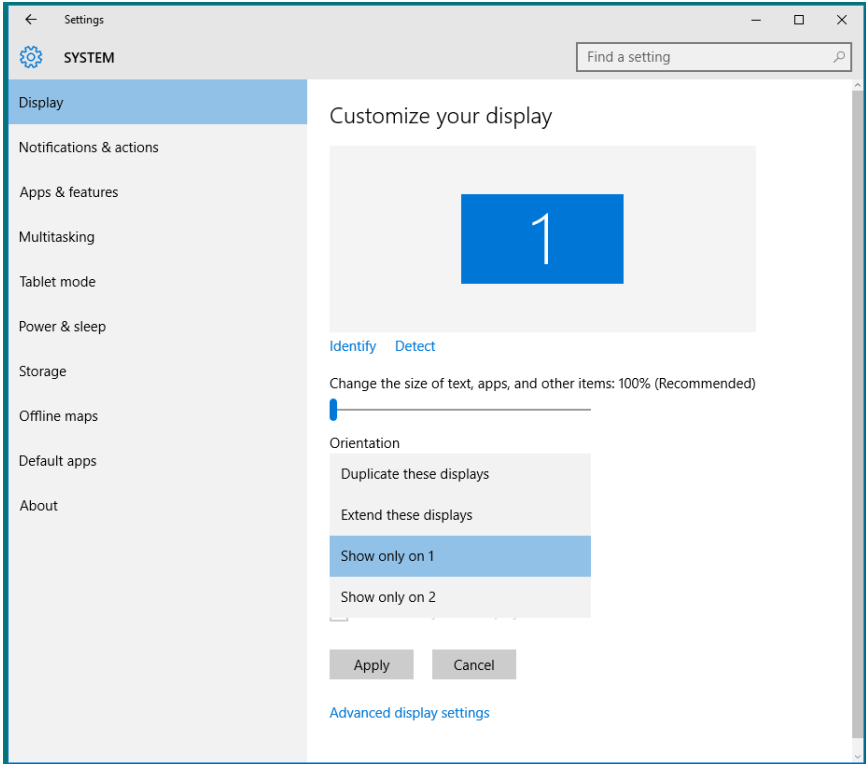 Settings
SYSTEM
Find a setting
Display
Notifications & actions
Apps & features
Multitasking
Tablet mode
Power & sleep
Storage
Offline maps
Default apps
About
Customize your display
1
Identify Detect
Change the size of text, apps, and other items: 100% (Recommended)
Orientation
Duplicate these displays
Extend these displays
Show only on 1
Show only on 2
Apply Cancel
Advanced display settings